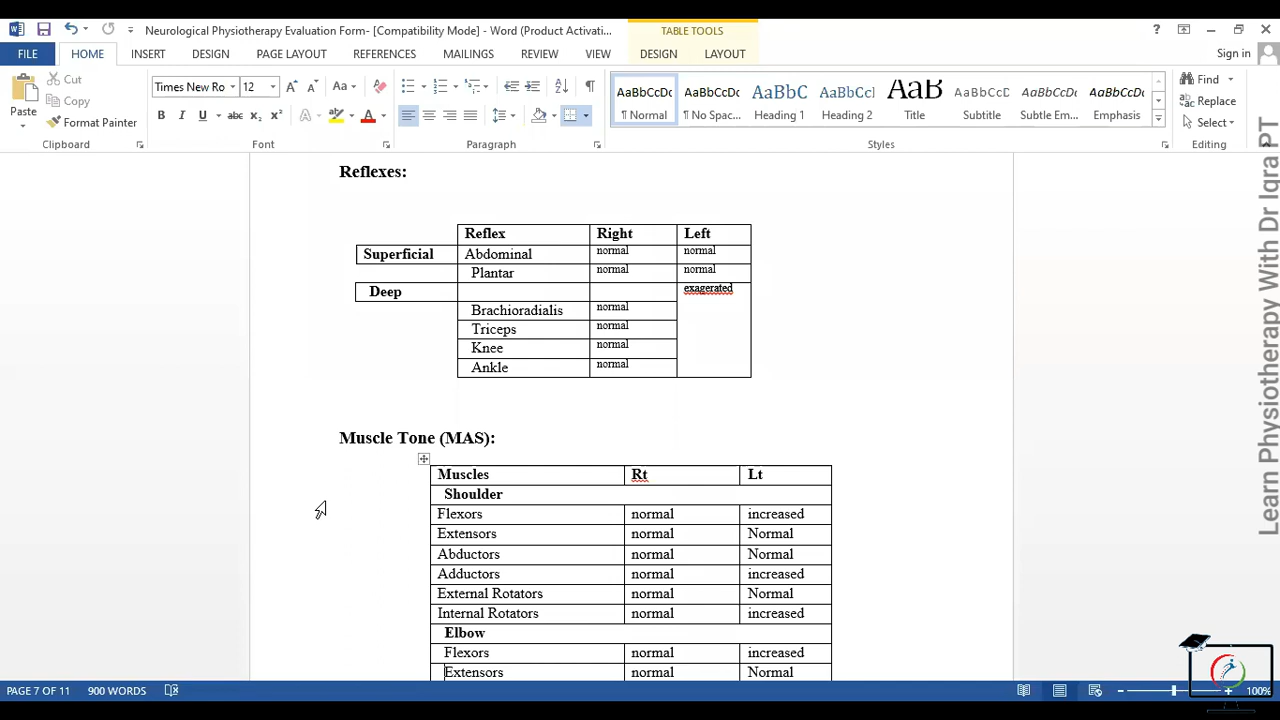 Neurological Physiotherapy Evaluation Form- [Compatibility Mode] - Word (Product Activati...
TABLE TOOLS
?
FILE HOME INSERT DESIGN PAGE LAYOUT REFERENCES MAILINGS REVIEW VIEW DESIGN LAYOUT Sign in
Paste
Cut
Copy
Format Painter
Clipboard
Times New Ro 12
Font
Paragraph
AaBbCcDc AaBbCcDc AaBbC AaBbCcI AaB AaBbCcD AaBbCcDc AaBbCcDc
¶ Normal ¶ No Spac... Heading 1 Heading 2 Title Subtitle Subtle Em... Emphasis
Styles
Find
Replace
Select
Editing
Reflexes:
Reflex Right Left
Superficial Abdominal normal normal
Plantar normal normal
Deep exagerated
Brachioradialis normal
Triceps normal
Knee normal
Ankle normal
Muscle Tone (MAS):
Muscles Rt Lt
Shoulder
Flexors normal increased
Extensors normal Normal
Abductors normal Normal
Adductors normal increased
External Rotators normal Normal
Internal Rotators normal increased
Elbow
Flexors normal increased
Extensors normal Normal
PAGE 7 OF 11 900 WORDS 100%
Learn Physiotherapy With Dr Iqra PT